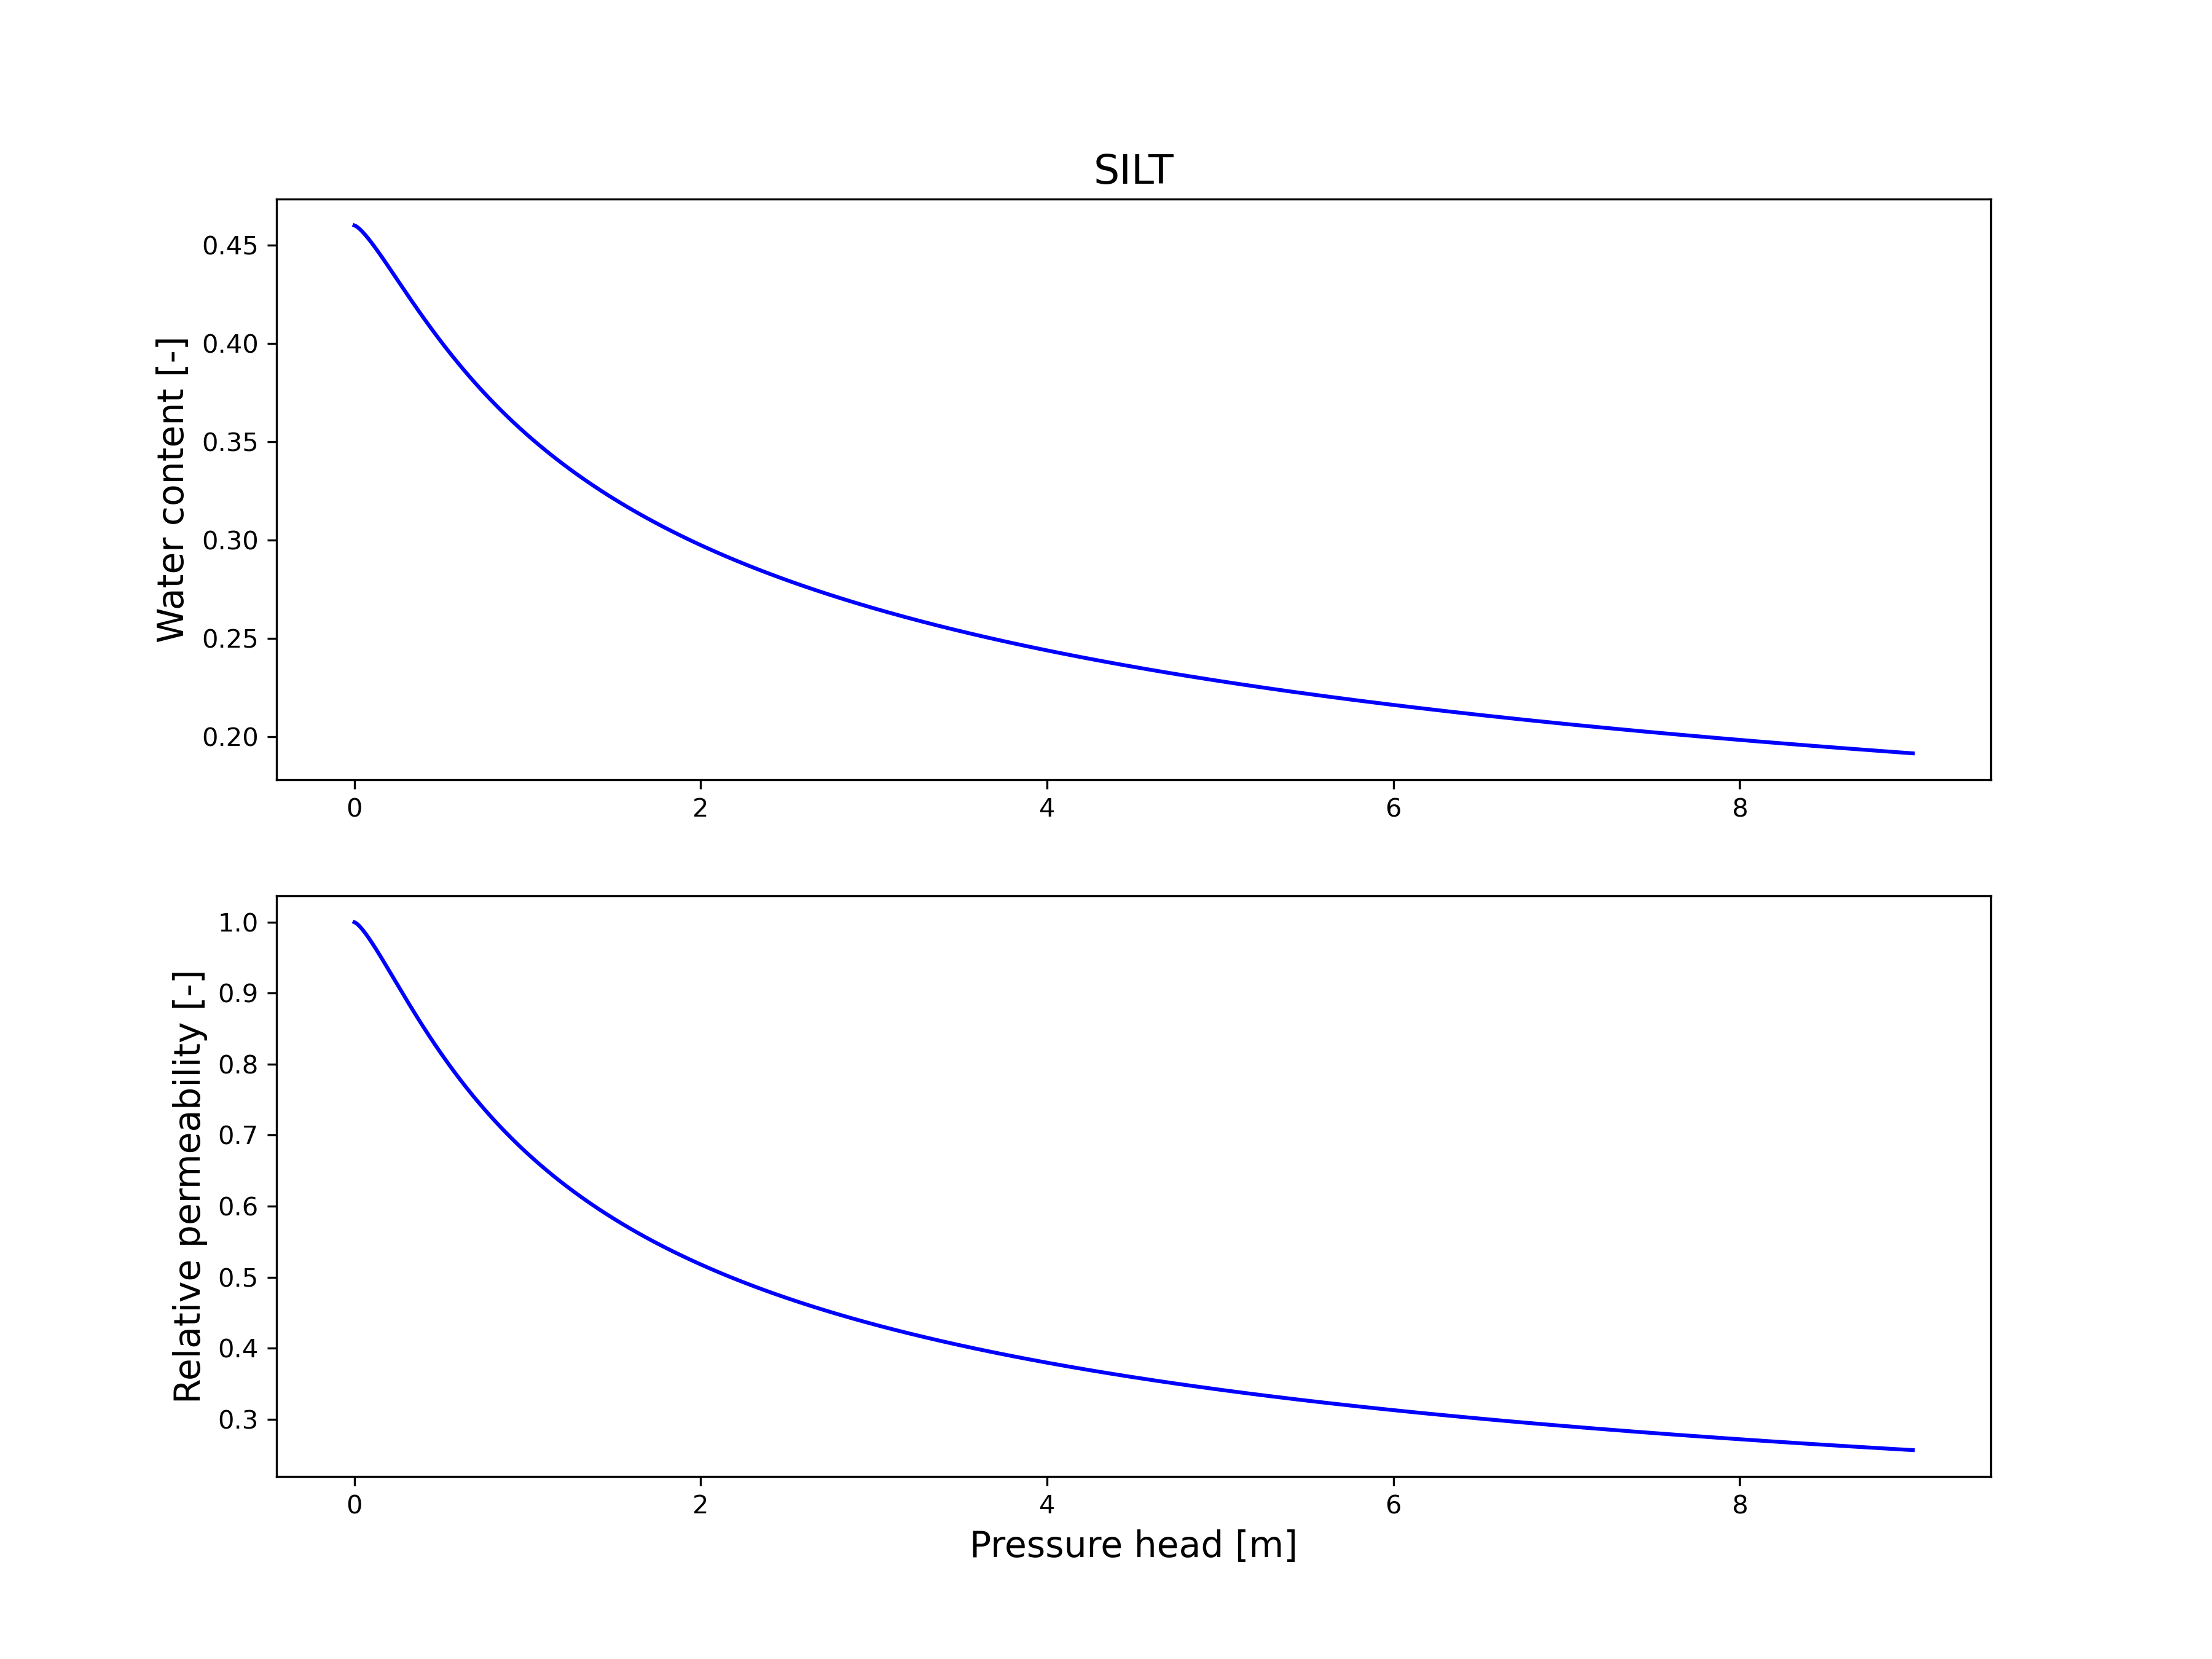 SILT
Water content [-]
0.45
0.40
0.35
0.30
0.25
0.20
0 2 4 6 8
Relative permeability [-]
1.0
0.9
0.8
0.7
0.6
0.5
0.4
0.3
0 2 4 6 8
Pressure head [m]